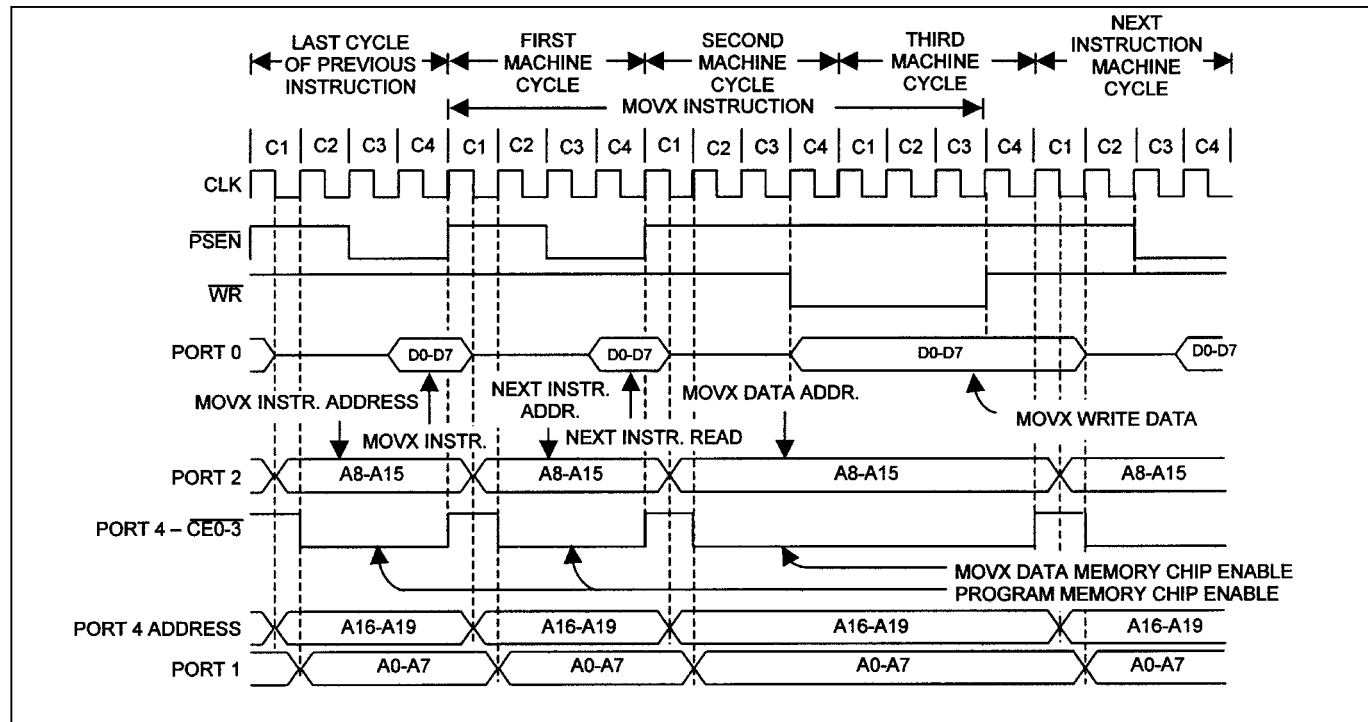 LAST CYCLE
OF PREVIOUS
INSTRUCTION
FIRST
MACHINE
CYCLE
SECOND
MACHINE
CYCLE
THIRD
MACHINE
CYCLE
NEXT
INSTRUCTION
MACHINE
CYCLE
MOVX INSTRUCTION
C1 C2 C3 C4 C1 C2 C3 C4 C1 C2 C3 C4 C1 C2 C3 C4 C1 C2 C3 C4
CLK
PSEN
WR
PORT 0 D0-D7 D0-D7 D0-D7 D0-D7
MOVX INSTR. ADDRESS
MOVX INSTR.
NEXT INSTR.
ADDR.
NEXT INSTR. READ
MOVX DATA ADDR.
MOVX WRITE DATA
PORT 2 A8-A15 A8-A15 A8-A15 A8-A15
PORT 4 – CE0-3
MOVX DATA MEMORY CHIP ENABLE
PROGRAM MEMORY CHIP ENABLE
PORT 4 ADDRESS A16-A19 A16-A19 A16-A19 A16-A19
PORT 1 A0-A7 A0-A7 A0-A7 A0-A7